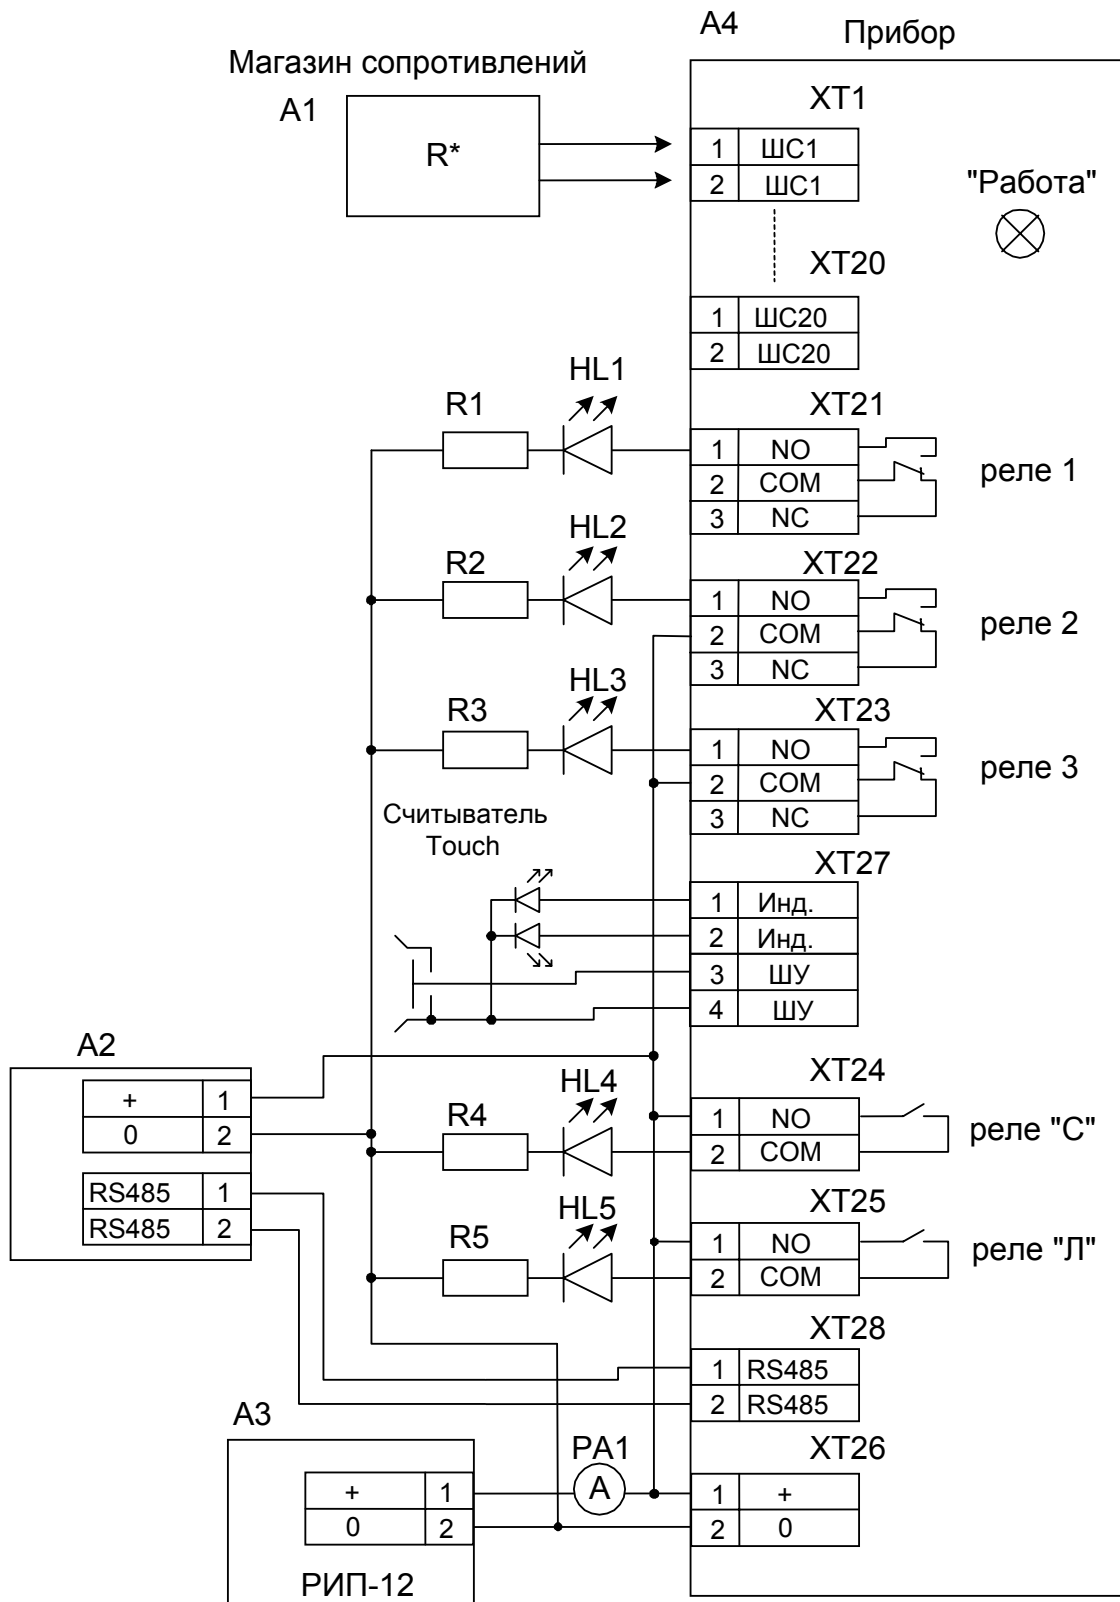 A4
Прибор
Магазин сопротивлений
A1
R*
XT1
1 ШС1
2 ШС1
"Работа"
XT20
1 ШС20
2 ШС20
R1
HL1
XT21
1 NO
2 COM
3 NC
реле 1
R2
HL2
XT22
1 NO
2 COM
3 NC
реле 2
R3
HL3
XT23
1 NO
2 COM
3 NC
реле 3
Считыватель
Touch
XT27
1 Инд.
2 Инд.
3 ШУ
4 ШУ
A2
+ 1
0 2
RS485 1
RS485 2
R4
HL4
XT24
1 NO
2 COM
реле "С"
R5
HL5
XT25
1 NO
2 COM
реле "Л"
XT28
1 RS485
2 RS485
A3
+ 1
0 2
РИП-12
PA1
A
XT26
1 +
2 0